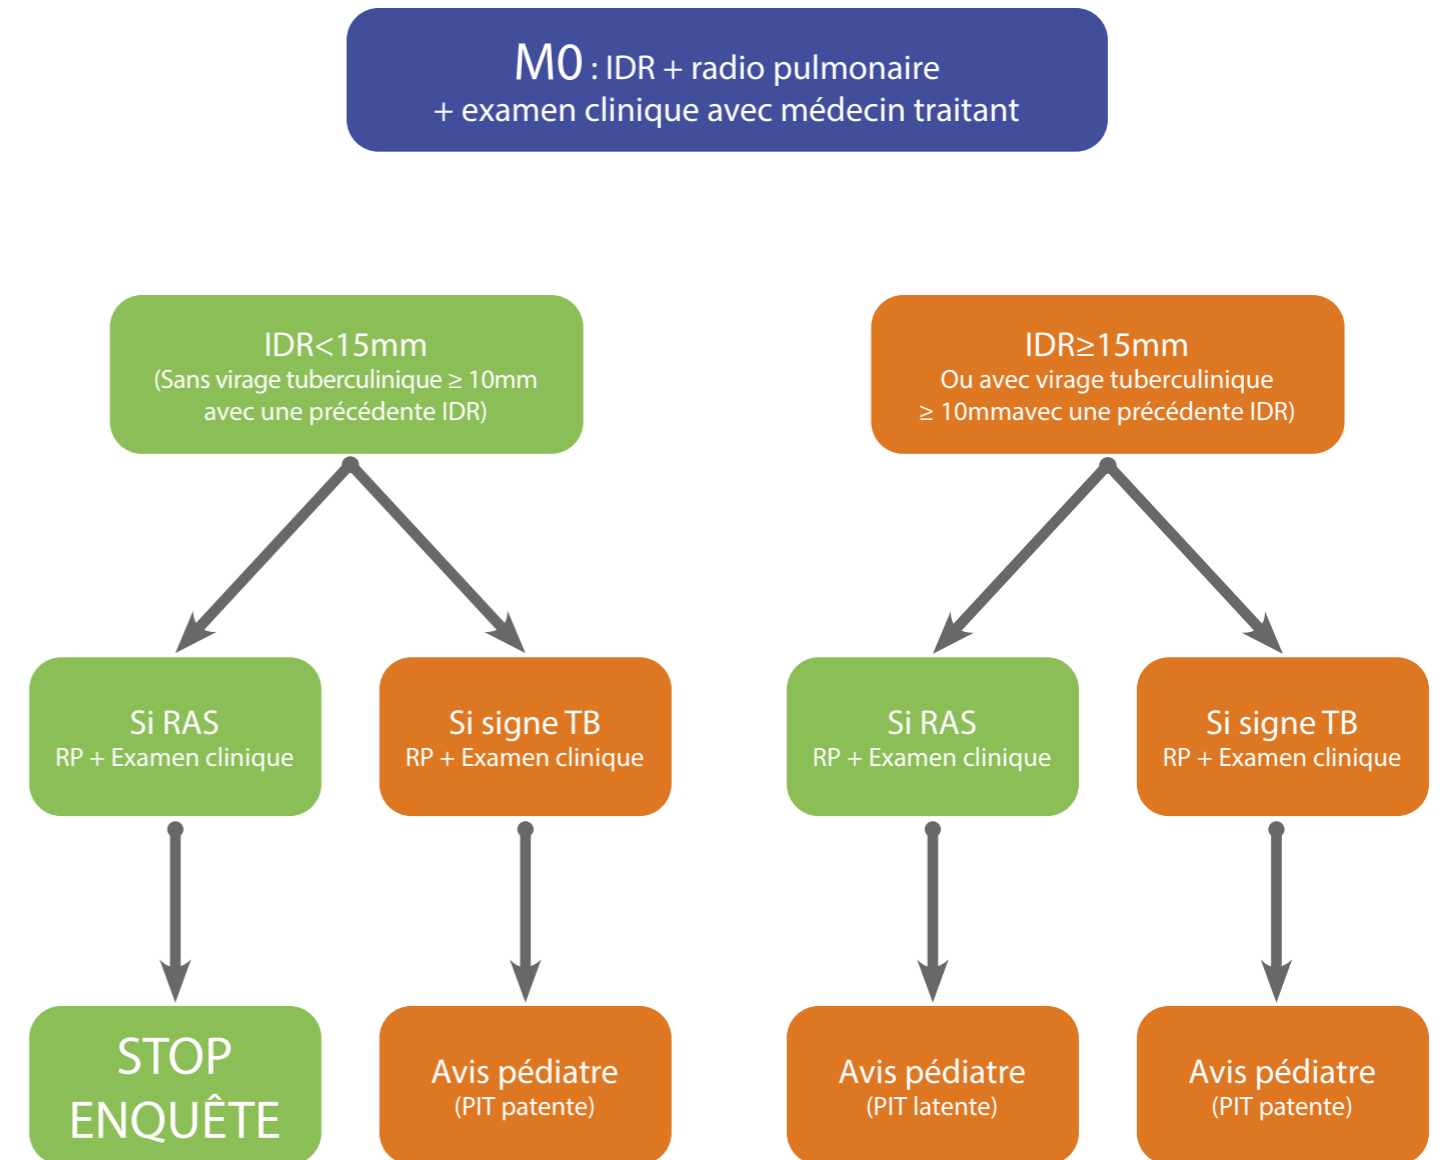 M0 : IDR + radio pulmonaire
+ examen clinique avec médecin traitant
IDR<15mm
(Sans virage tuberculinique ≥ 10mm
avec une précédente IDR)
IDR≥15mm
Ou avec virage tuberculinique
≥ 10mmavec une précédente IDR)
Si RAS
RP + Examen clinique
Si signe TB
RP + Examen clinique
Si RAS
RP + Examen clinique
Si signe TB
RP + Examen clinique
STOP
ENQUÊTE
Avis pédiatre
(PIT patente)
Avis pédiatre
(PIT latente)
Avis pédiatre
(PIT patente)